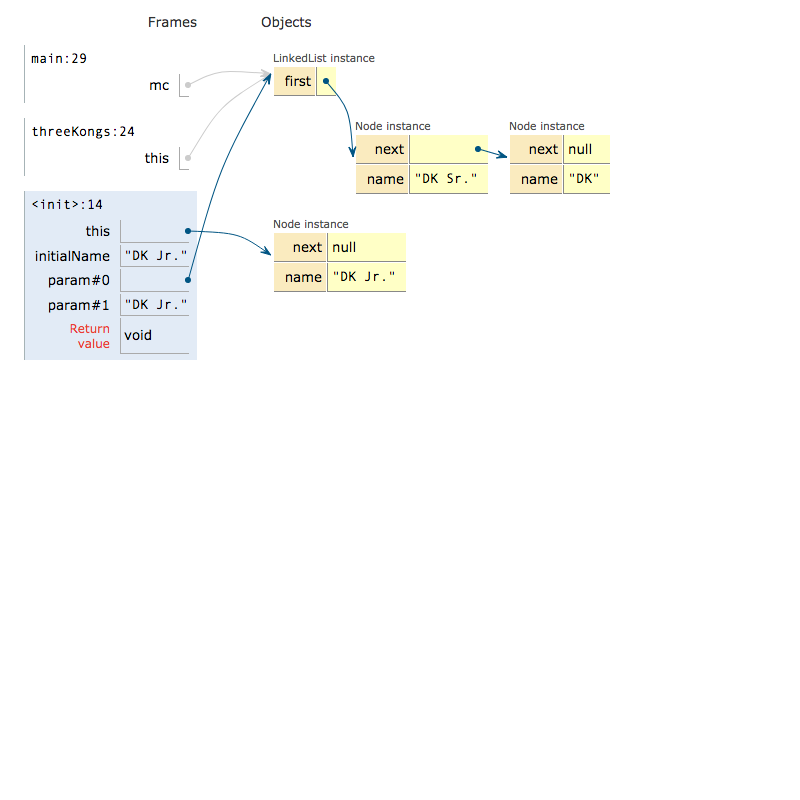 Frames Objects
main:29
mc
LinkedList instance
first
threeKongs:24
this
Node instance
next
name "DK Sr."
Node instance
next null
name "DK"
<init>:14
this
initialName "DK Jr."
param#0
param#1 "DK Jr."
Return
value void
Node instance
next null
name "DK Jr."